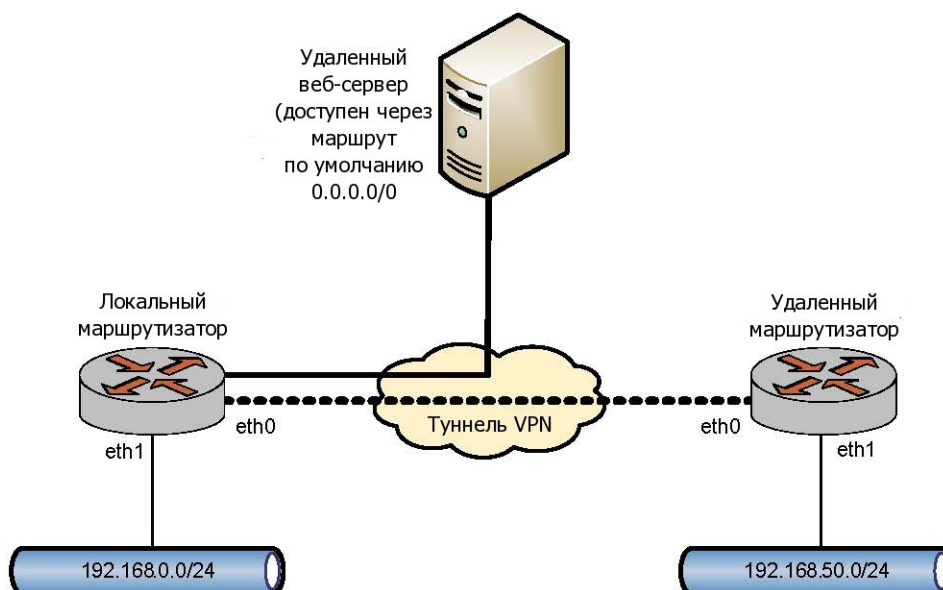 Удаленный
веб-сервер
(доступен через
маршрут
по умолчанию
0.0.0.0/0
Локальный
маршрутизатор
Удаленный
маршрутизатор
eth0
Туннель VPN
eth0
eth1
eth1
192.168.0.0/24
192.168.50.0/24